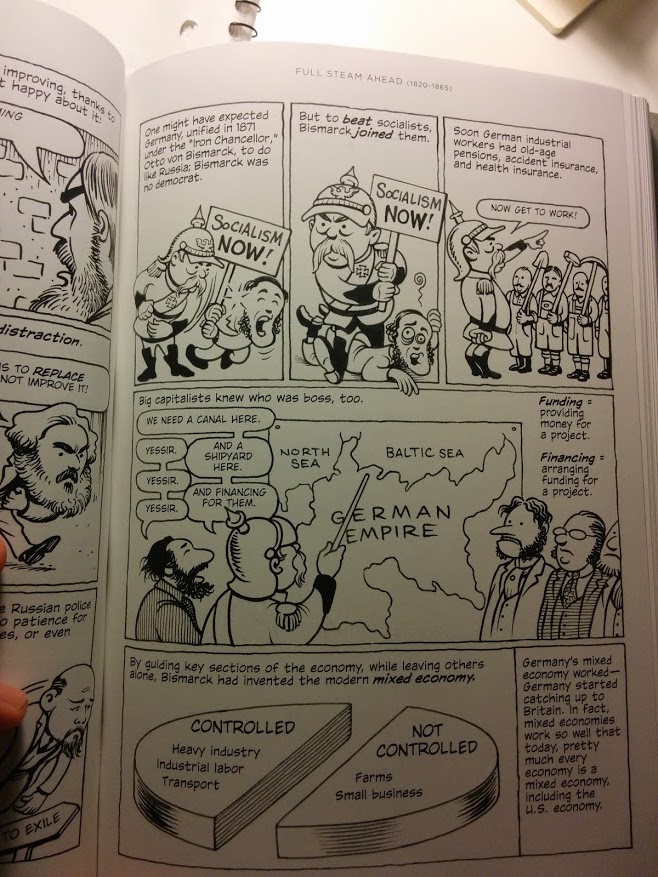 improving, thanks to
t happy about it:
distraction.
S TO REPLACE
NOT IMPROVE IT!
e Russian police
o patience for
es, or even
TO EXILE
FULL STEAM AHEAD (1820–1865)
One might have expected
Germany, unified in 1871
under the "Iron Chancellor,"
Otto von Bismarck, to do
like Russia; Bismarck was
no democrat.
SOCIALISM
NOW!
But to beat socialists,
Bismarck joined them.
SOCIALISM
NOW!
Soon German industrial
workers had old-age
pensions, accident insurance,
and health insurance.
NOW GET TO WORK!
Big capitalists knew who was boss, too.
WE NEED A CANAL HERE.
YESSIR.
AND A
SHIPYARD
HERE.
YESSIR.
AND FINANCING
FOR THEM.
YESSIR.
NORTH
SEA
BALTIC SEA
GERMAN
EMPIRE
Funding =
providing
money for
a project.
Financing =
arranging
funding for
a project.
By guiding key sections of the economy, while leaving others
alone, Bismarck had invented the modern mixed economy.
CONTROLLED
Heavy industry
Industrial labor
Transport
NOT
CONTROLLED
Farms
Small business
Germany's mixed
economy worked—
Germany started
catching up to
Britain. In fact,
mixed economies
work so well that
today, pretty
much every
economy is a
mixed economy,
including the
U.S. economy.